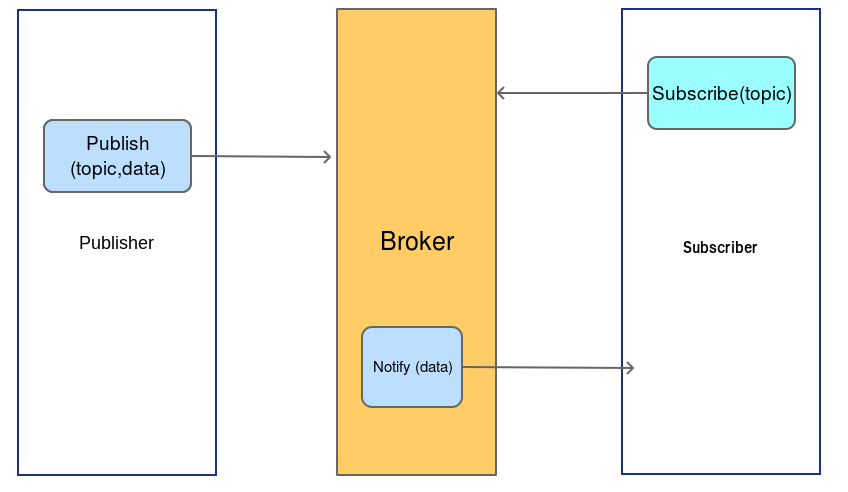 Subscribe(topic)
Publish
(topic,data)
Publisher
Broker
Subscriber
Notify (data)